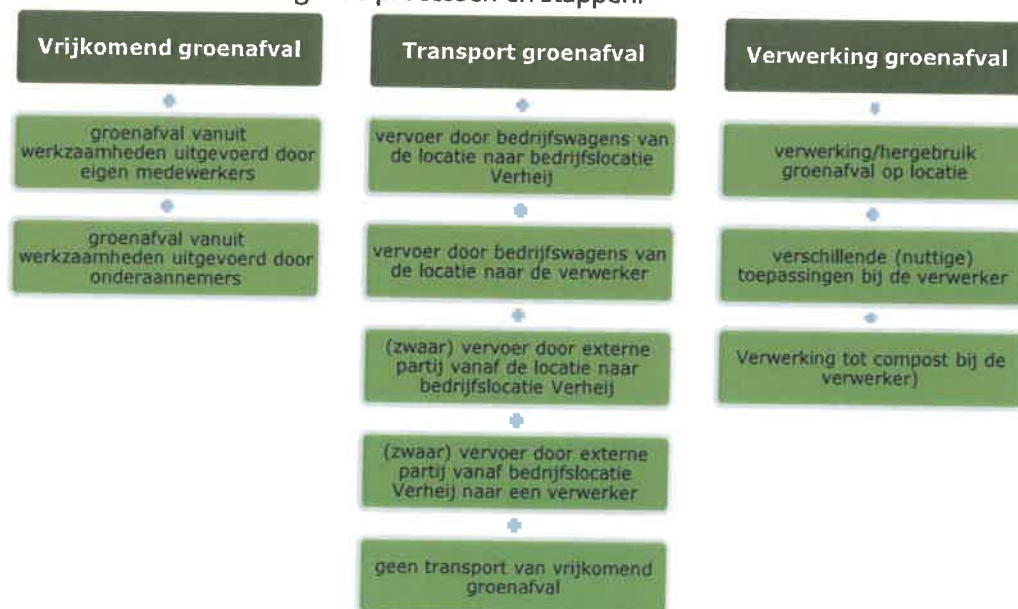 processen en stappen.
Vrijkomend groenafval
groenafval vanuit
werkzaamheden uitgevoerd door
eigen medewerkers
groenafval vanuit
werkzaamheden uitgevoerd door
onderaannemers
Transport groenafval
vervoer door bedrijfswagens van
de locatie naar bedrijfslocatie
Verheij
vervoer door bedrijfswagens van
de locatie naar de verwerker
(zwaar) vervoer door externe
partij vanaf de locatie naar
bedrijfslocatie Verheij
(zwaar) vervoer door externe
partij vanaf bedrijfslocatie
Verheij naar een verwerker
geen transport van vrijkomend
groenafval
Verwerking groenafval
verwerking/hergebruik
groenafval op locatie
verschillende (nuttige)
toepassingen bij de verwerker
Verwerking tot compost bij de
verwerker)